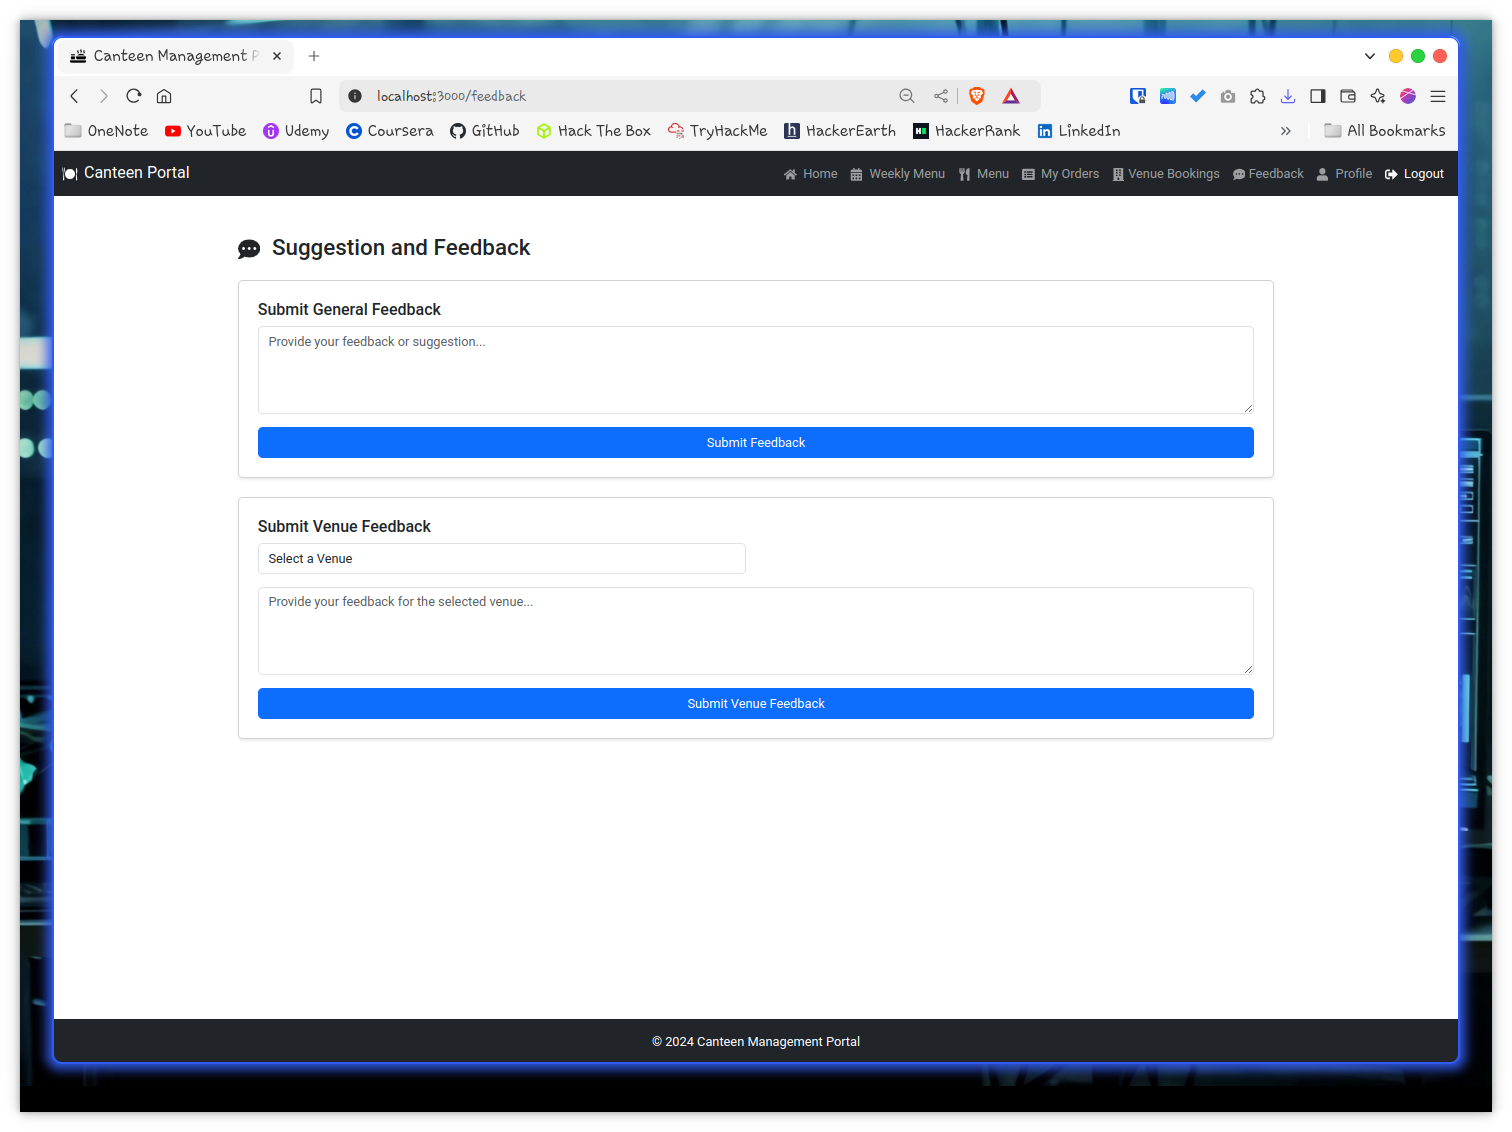 Canteen Management P
localhost:3000/feedback
OneNote YouTube Udemy Coursera GitHub Hack The Box TryHackMe HackerEarth HackerRank LinkedIn » All Bookmarks
Canteen Portal Home Weekly Menu Menu My Orders Venue Bookings Feedback Profile Logout
Suggestion and Feedback
Submit General Feedback
Provide your feedback or suggestion...
Submit Feedback
Submit Venue Feedback
Select a Venue
Provide your feedback for the selected venue...
Submit Venue Feedback
© 2024 Canteen Management Portal